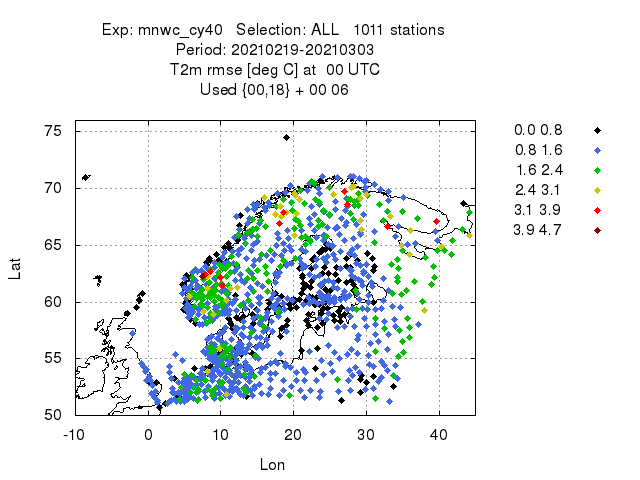 Exp: mnwc_cy40 Selection: ALL 1011 stations
Period: 20210219-20210303
T2m rmse [deg C] at 00 UTC
Used {00,18} + 00 06
0.0 0.8
0.8 1.6
1.6 2.4
2.4 3.1
3.1 3.9
3.9 4.7
75
70
65
60
55
50
Lat
-10 0 10 20 30 40
Lon